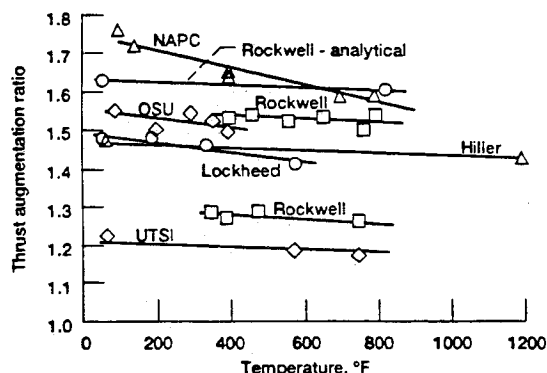 1.8
NAPC
Rockwell - analytical
1.7
1.6
OSU
Rockwell
1.5
Hiller
1.4
Lockheed
Rockwell
1.3
UTSI
1.2
1.1
1.0
0 200 400 600 800 1000 1200
Temperature, °F
Thrust augmentation ratio